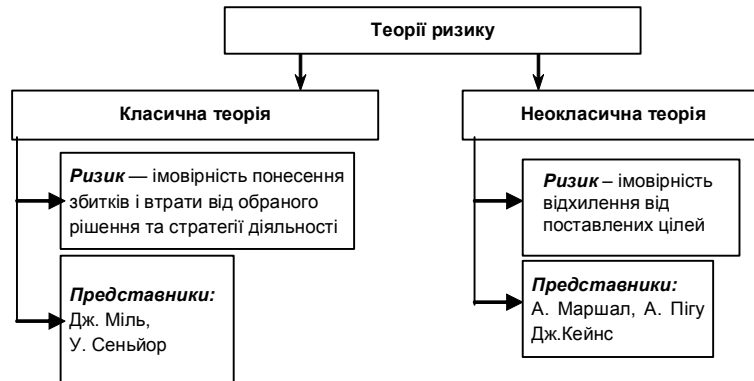 Теорії ризику
Класична теорія
Неокласична теорія
Ризик — імовірність понесення
збитків і втрати від обраного
рішення та стратегії діяльності
Ризик – імовірність
відхилення від
поставлених цілей
Представники:
Дж. Міль,
У. Сеньйор
Представники:
А. Маршал, А. Пігу
Дж.Кейнс